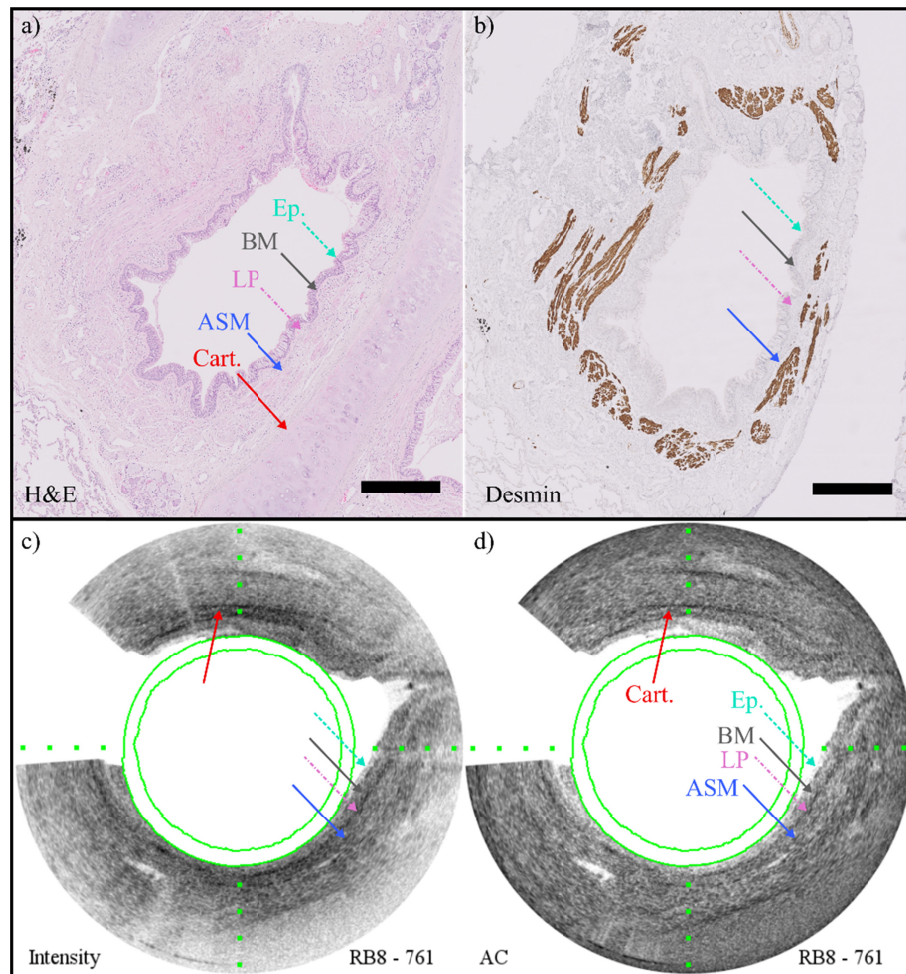 a)
b)
Ep.
BM
LP
ASM
Cart.
H&E
Desmin
c)
d)
Cart.
Ep.
BM
LP
ASM
Intensity
RB8 - 761
AC
RB8 - 761